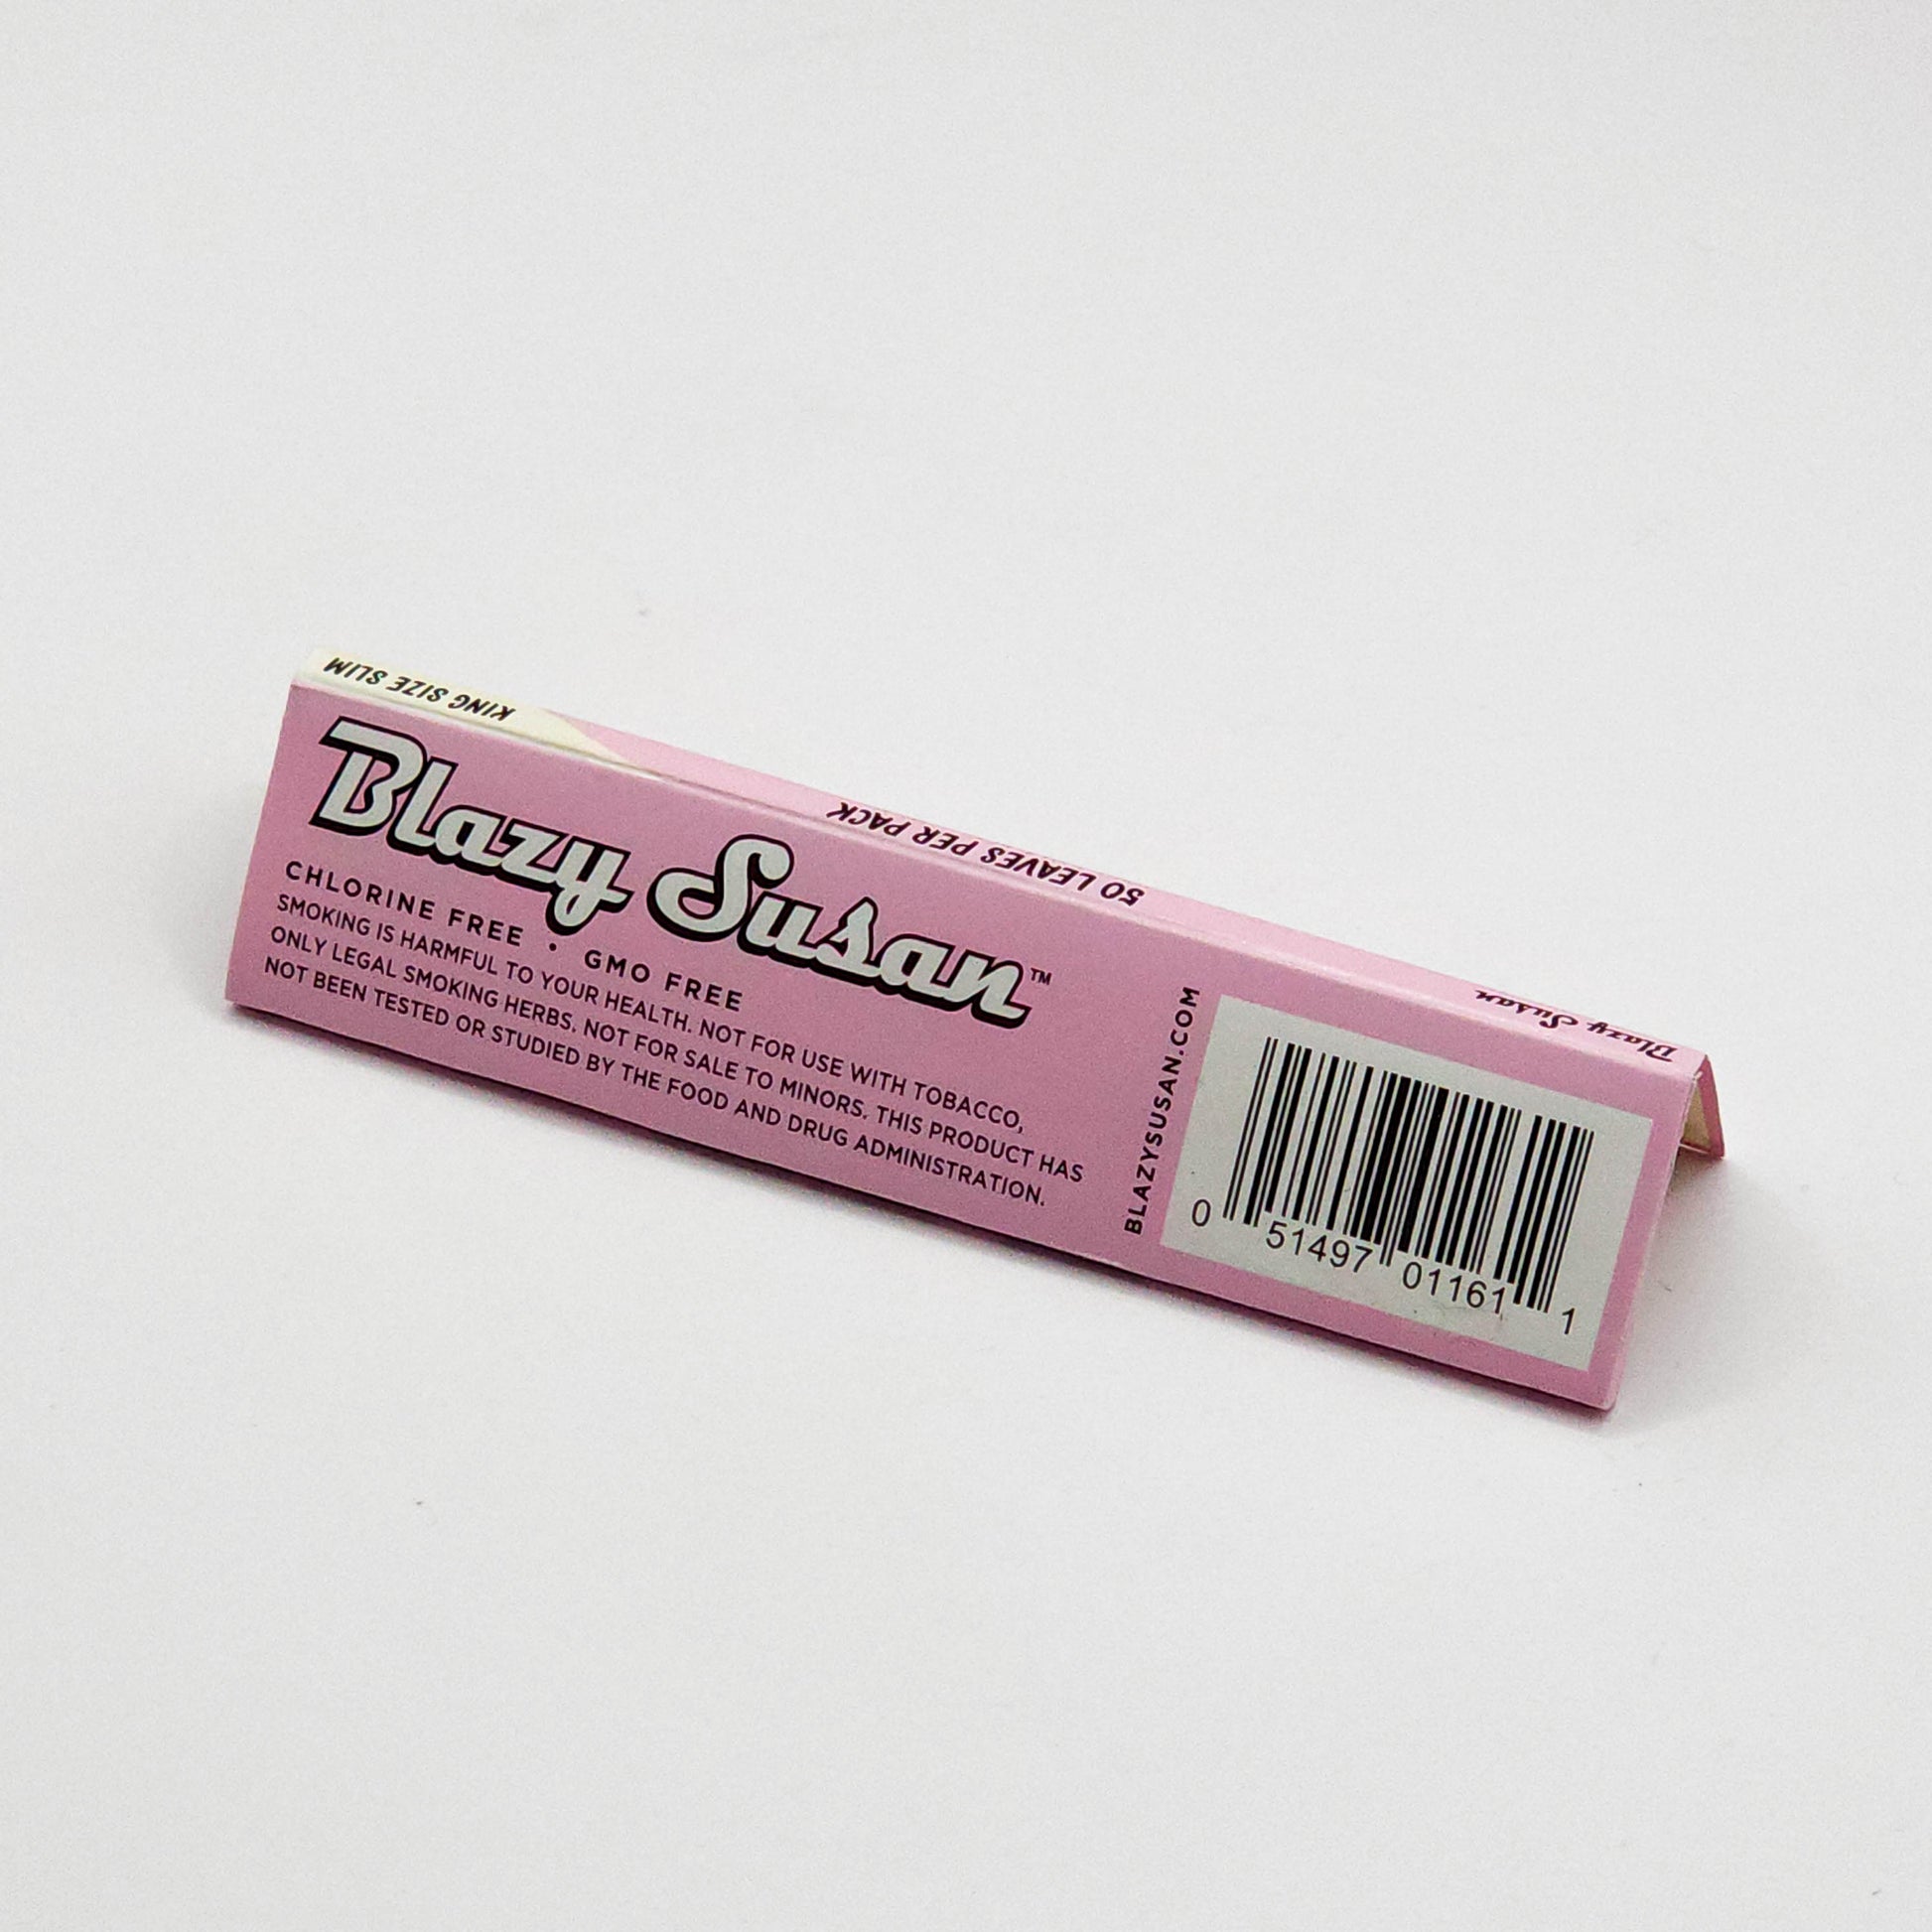 KING SIZE SLIM
50 LEAVES PER PACK
Blazy Susan
Blazy Susan™
CHLORINE FREE • GMO FREE
SMOKING IS HARMFUL TO YOUR HEALTH. NOT FOR USE WITH TOBACCO,
ONLY LEGAL SMOKING HERBS. NOT FOR SALE TO MINORS. THIS PRODUCT HAS
NOT BEEN TESTED OR STUDIED BY THE FOOD AND DRUG ADMINISTRATION.
BLAZYSUSAN.COM
0 51497 01161 1